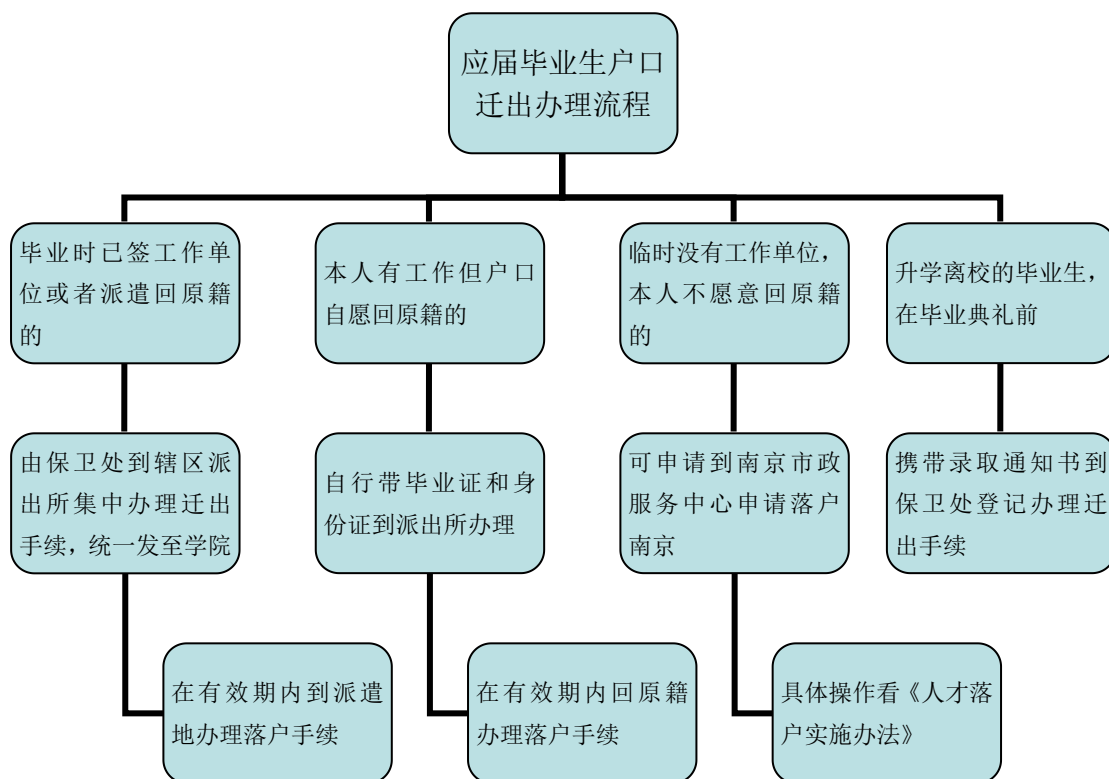 应届毕业生户口
迁出办理流程
毕业时已签工作单
位或者派遣回原籍
的
本人有工作但户口
自愿回原籍的
临时没有工作单位，
本人不愿意回原籍
的
升学离校的毕业生，
在毕业典礼前
由保卫处到辖区派
出所集中办理迁出
手续，统一发至学院
自行带毕业证和身
份证到派出所办理
可申请到南京市政
服务中心申请落户
南京
携带录取通知书到
保卫处登记办理迁
出手续
在有效期内到派遣
地办理落户手续
在有效期内回原籍
办理落户手续
具体操作看《人才落
户实施办法》